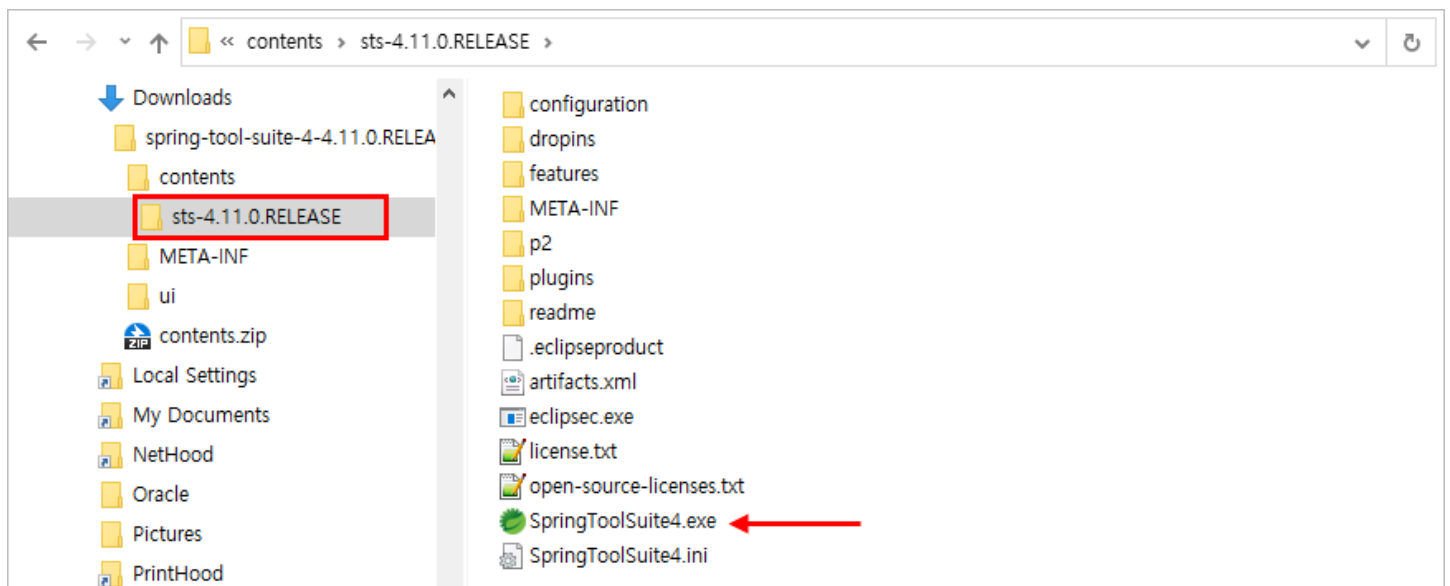 « contents › sts-4.11.0.RELEASE ›
Downloads
spring-tool-suite-4-4.11.0.RELEA
contents
sts-4.11.0.RELEASE
META-INF
ui
ZIP contents.zip
Local Settings
My Documents
NetHood
Oracle
Pictures
PrintHood
configuration
dropins
features
META-INF
p2
plugins
readme
.eclipseproduct
artifacts.xml
eclipsec.exe
license.txt
open-source-licenses.txt
SpringToolSuite4.exe
SpringToolSuite4.ini